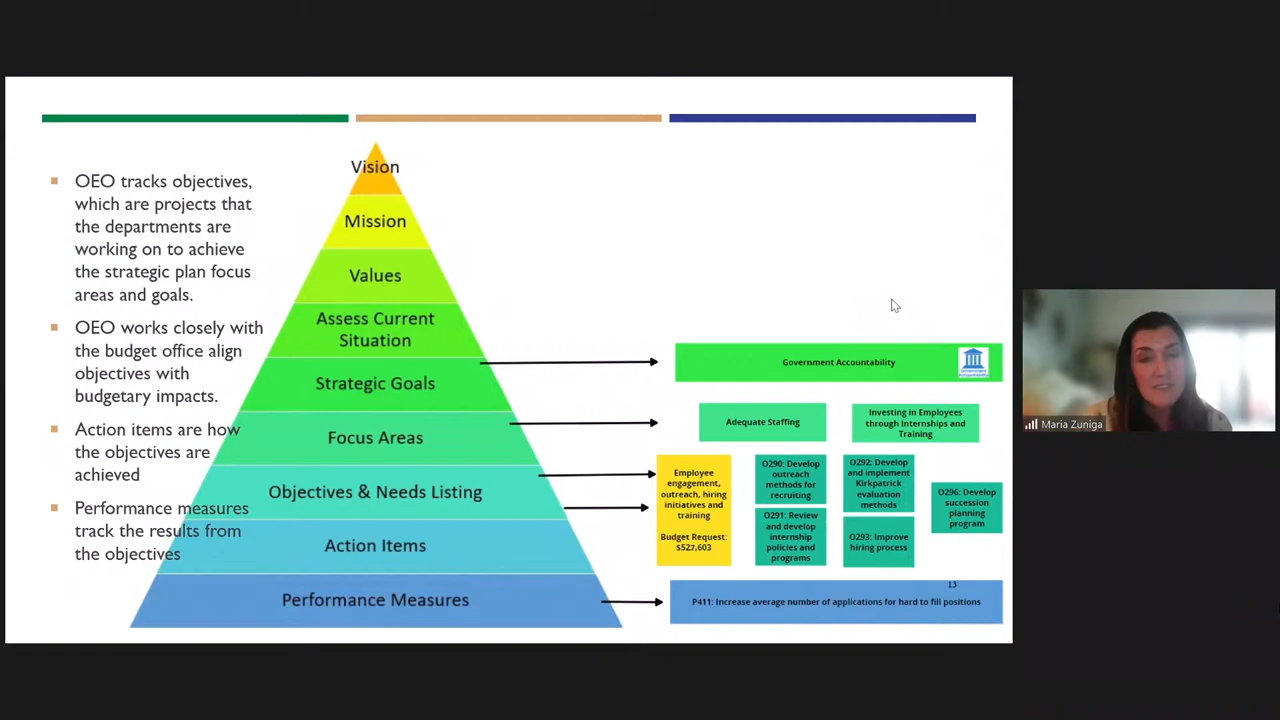 OEO tracks objectives,
which are projects that
the departments are
working on to achieve
the strategic plan focus
areas and goals.
OEO works closely with
the budget office align
objectives with
budgetary impacts.
Action items are how
the objectives are
achieved
Performance measures
track the results from
the objectives
Vision
Mission
Values
Assess Current
Situation
Strategic Goals
Focus Areas
Objectives & Needs Listing
Action Items
Performance Measures
Government Accountability
Adequate Staffing
Investing in Employees
through Internships and
Training
Employee
engagement,
outreach, hiring
initiatives and
training
Budget Request:
$527,603
O290: Develop
outreach
methods for
recruiting
O291: Review
and develop
internship
policies and
programs
O292: Develop
and implement
Kirkpatrick
evaluation
methods
O293: Improve
hiring process
O296: Develop
succession
planning
program
13
P411: Increase average number of applications for hard to fill positions
Maria Zuniga